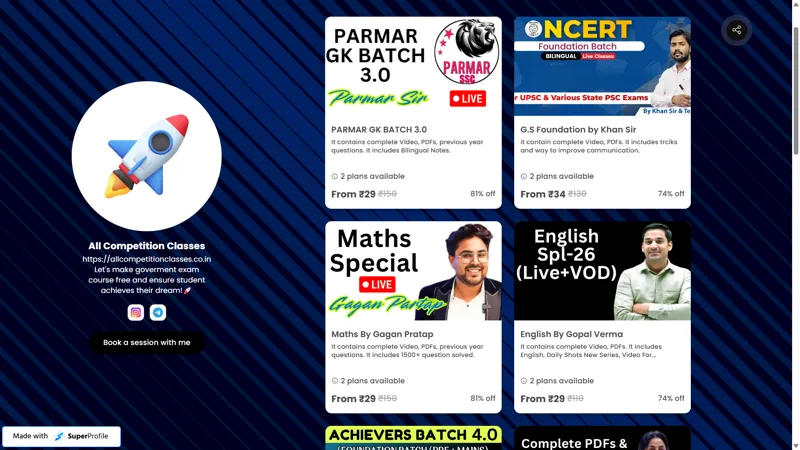 All Competition Classes
https://allcompetitionclasses.co.in
Let's make goverment exam
course free and ensure student
achieves their dream!🚀
Book a session with me
PARMAR
GK BATCH
3.0
PARMAR
SSC
Parmar Sir
LIVE
PARMAR GK BATCH 3.0
It contains complete Video, PDFs, previous year
questions. It includes Bilingual Notes.
2 plans available
From ₹29 ₹150
81% off
NCERT
Foundation Batch
BILINGUAL Live Classes
r UPSC & Various State PSC Exams
By Khan Sir & Te
G.S Foundation by Khan Sir
It contain complete Video, PDFs. It includes trciks
and way to improve communication.
2 plans available
From ₹34 ₹130
74% off
Maths
Special
LIVE
Gagan Partap
Maths By Gagan Pratap
It contains complete Video, PDFs, previous year
questions. It includes 1500+ question solved.
2 plans available
From ₹29 ₹150
81% off
English
Spl-26
(Live+VOD)
English By Gopal Verma
It contains complete Video, PDFs. It includes
English, Daily Shots New Series, Video For...
2 plans available
From ₹29 ₹110
74% off
ACHIEVERS BATCH 4.0
(FOUNDATION BATCH (PRE + MAINS)
Complete PDFs &
Made with SuperProfile